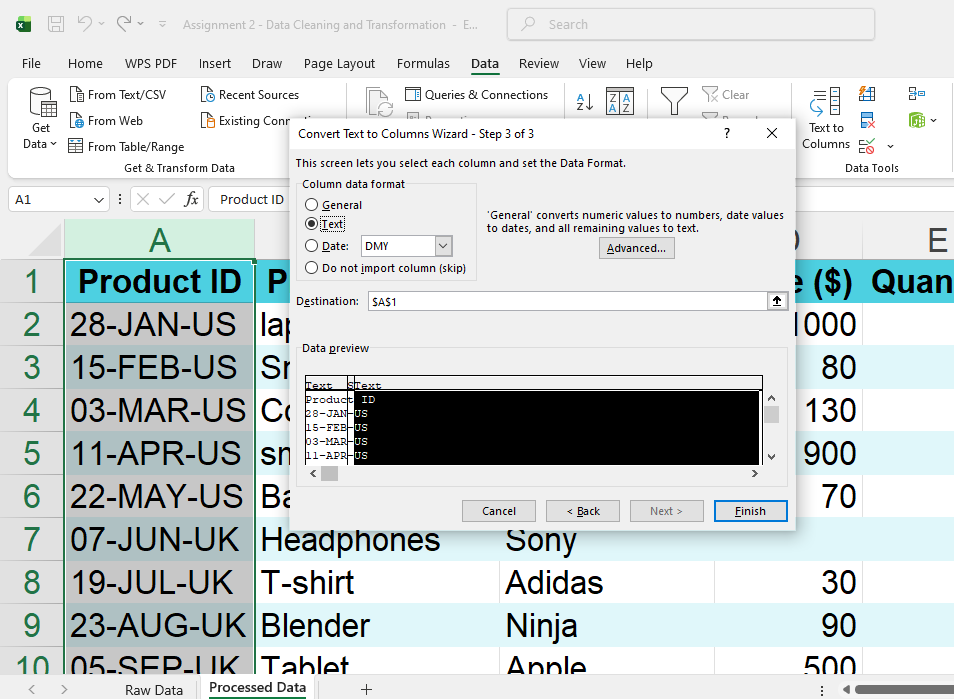 Assignment 2 - Data Cleaning and Transformation - E...
Search
File Home WPS PDF Insert Draw Page Layout Formulas Data Review View Help
Get Data
From Text/CSV
From Web
From Table/Range
Recent Sources
Existing
Get & Transform Data
Queries & Connections
Clear
Text to Columns
Data Tools
A1
fx
Product ID
Convert Text to Columns Wizard - Step 3 of 3
?
This screen lets you select each column and set the Data Format.
Column data format
General
Text
Date: DMY
Do not import column (skip)
'General' converts numeric values to numbers, date values
to dates, and all remaining values to text.
Advanced...
Destination: $A$1
Data preview
Text S Text
Product ID
28-JAN-US
15-FEB-US
03-MAR-US
11-APR-US
Cancel < Back Next > Finish
A E
1 Product ID P ($) Quan
2 28-JAN-US 1000
3 15-FEB-US 80
4 03-MAR-US 130
5 11-APR-US 900
6 22-MAY-US 70
7 07-JUN-UK Headphones Sony
8 19-JUL-UK T-shirt Adidas 30
9 23-AUG-UK Blender Ninja 90
10 05-SEP-UK Tablet Apple 500
Raw Data Processed Data